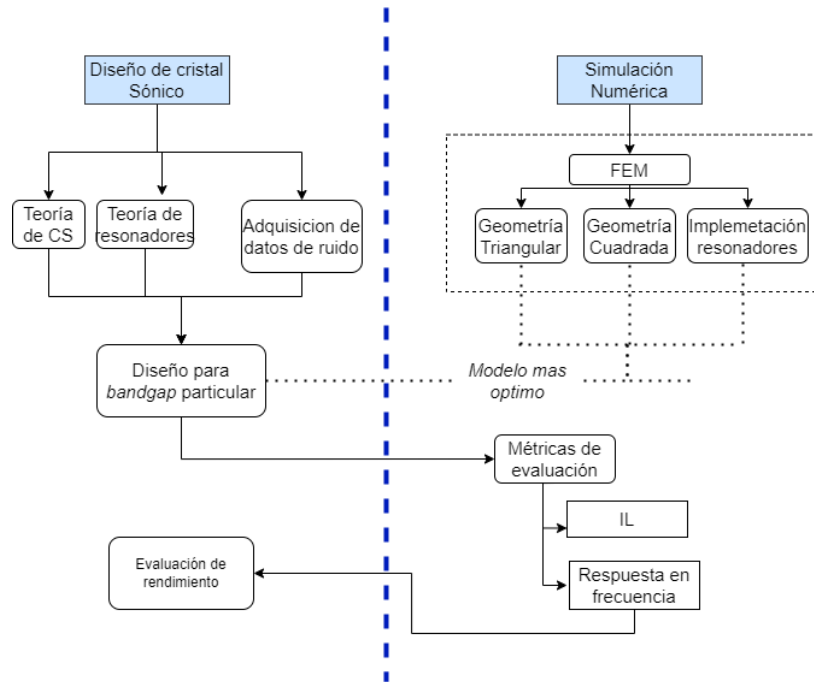 Diseño de cristal
Sónico
Simulación
Numérica
FEM
Teoría
de CS
Teoría de
resonadores
Adquisicion de
datos de ruido
Geometría
Triangular
Geometría
Cuadrada
Implemetación
resonadores
Diseño para
bandgap particular
Modelo mas
optimo
Métricas de
evaluación
IL
Respuesta en
frecuencia
Evaluación de
rendimiento